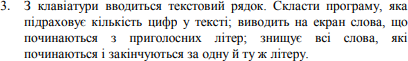 3. З клавіатури вводиться текстовий рядок. Скласти програму, яка
підраховує кількість цифр у тексті; виводить на екран слова, що
починаються з приголосних літер; знищує всі слова, які
починаються і закінчуються за одну й ту ж літеру.